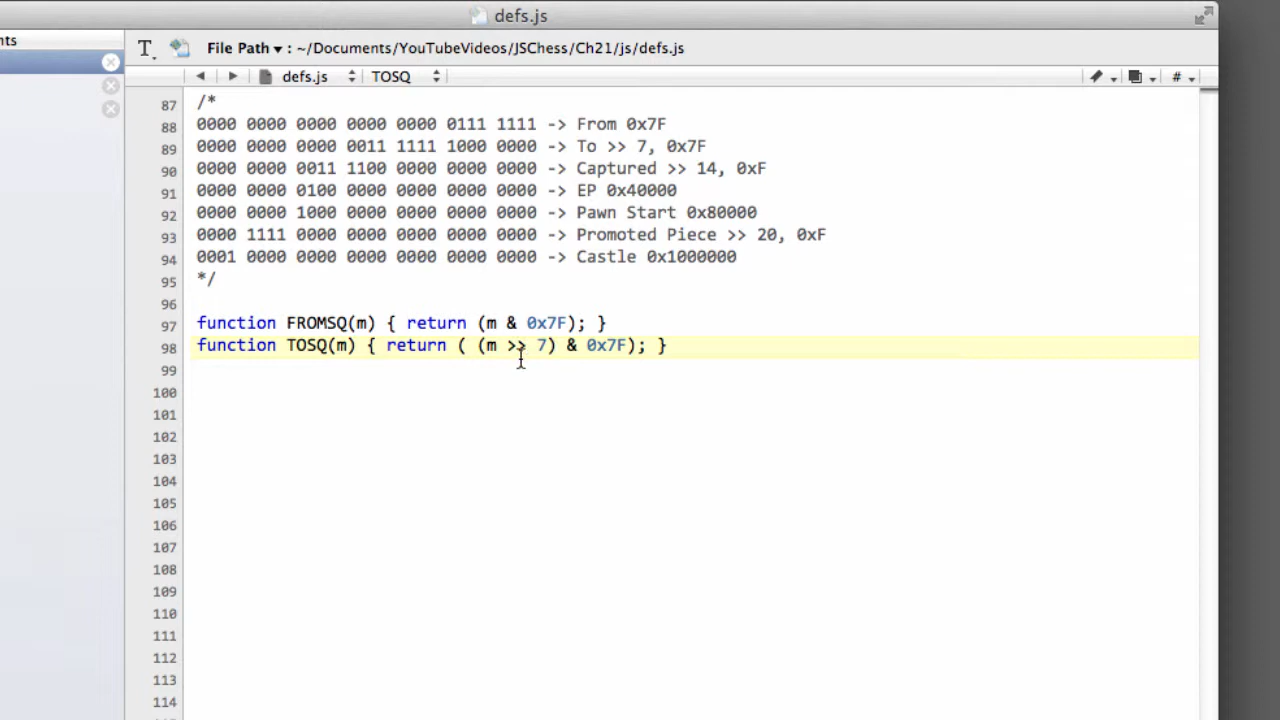 defs.js
nts
File Path ▾ : ~/Documents/YouTubeVideos/JSChess/Ch21/js/defs.js
defs.js TOSQ #
87 /*
88 0000 0000 0000 0000 0000 0111 1111 -> From 0x7F
89 0000 0000 0000 0011 1111 1000 0000 -> To >> 7, 0x7F
90 0000 0000 0011 1100 0000 0000 0000 -> Captured >> 14, 0xF
91 0000 0000 0100 0000 0000 0000 0000 -> EP 0x40000
92 0000 0000 1000 0000 0000 0000 0000 -> Pawn Start 0x80000
93 0000 1111 0000 0000 0000 0000 0000 -> Promoted Piece >> 20, 0xF
94 0001 0000 0000 0000 0000 0000 0000 -> Castle 0x1000000
95 */
96
97 function FROMSQ(m) { return (m & 0x7F); }
98 function TOSQ(m) { return ( (m >> 7) & 0x7F); }
99
100
101
102
103
104
105
106
107
108
109
110
111
112
113
114